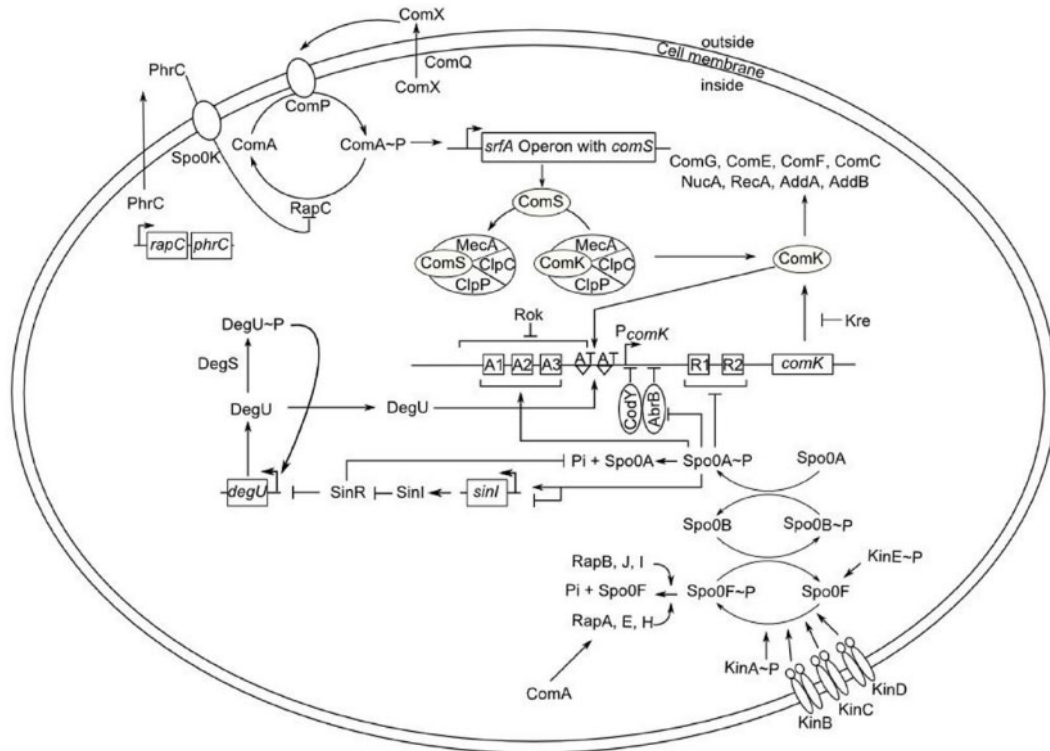 ComX
outside
Cell membrane
inside
PhrC
ComQ
ComX
ComP
ComA
ComA~P
srfA Operon with comS
Spo0K
ComG, ComE, ComF, ComC
NucA, RecA, AddA, AddB
PhrC
RapC
ComS
rapC phrC
MecA
ComS ClpC
ClpP
MecA
ComK ClpC
ClpP
ComK
Rok
PcomK
Kre
DegU~P
DegS
A1 A2 A3 AT AT R1 R2 comK
DegU
DegU
CodY
AbrB
Pi + Spo0A
Spo0A~P
Spo0A
degU
SinR
SinI
sinI
Spo0B
Spo0B~P
RapB, J, I
KinE~P
Pi + Spo0F
Spo0F~P
Spo0F
RapA, E, H
ComA
KinA~P
KinB
KinC
KinD